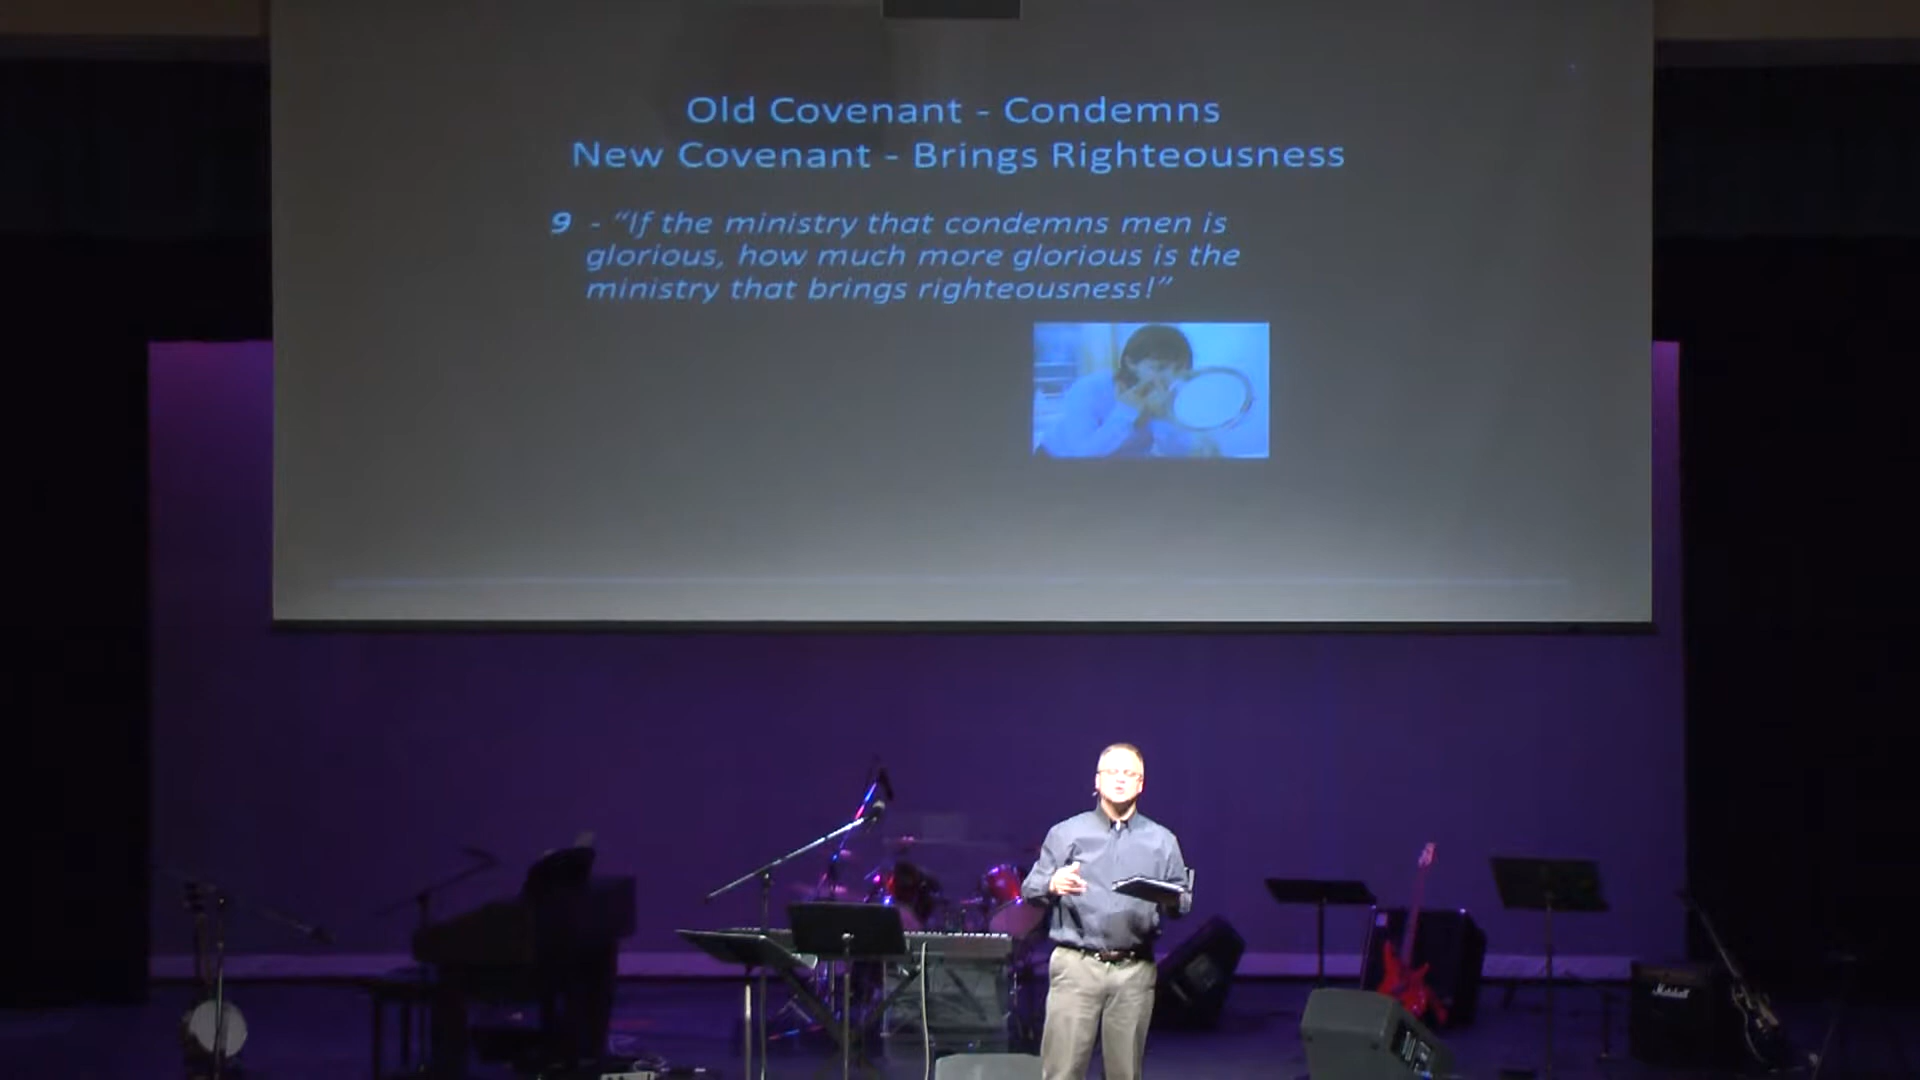 Old Covenant - Condemns
New Covenant - Brings Righteousness
9 - “If the ministry that condemns men is
glorious, how much more glorious is the
ministry that brings righteousness!”
Marshall